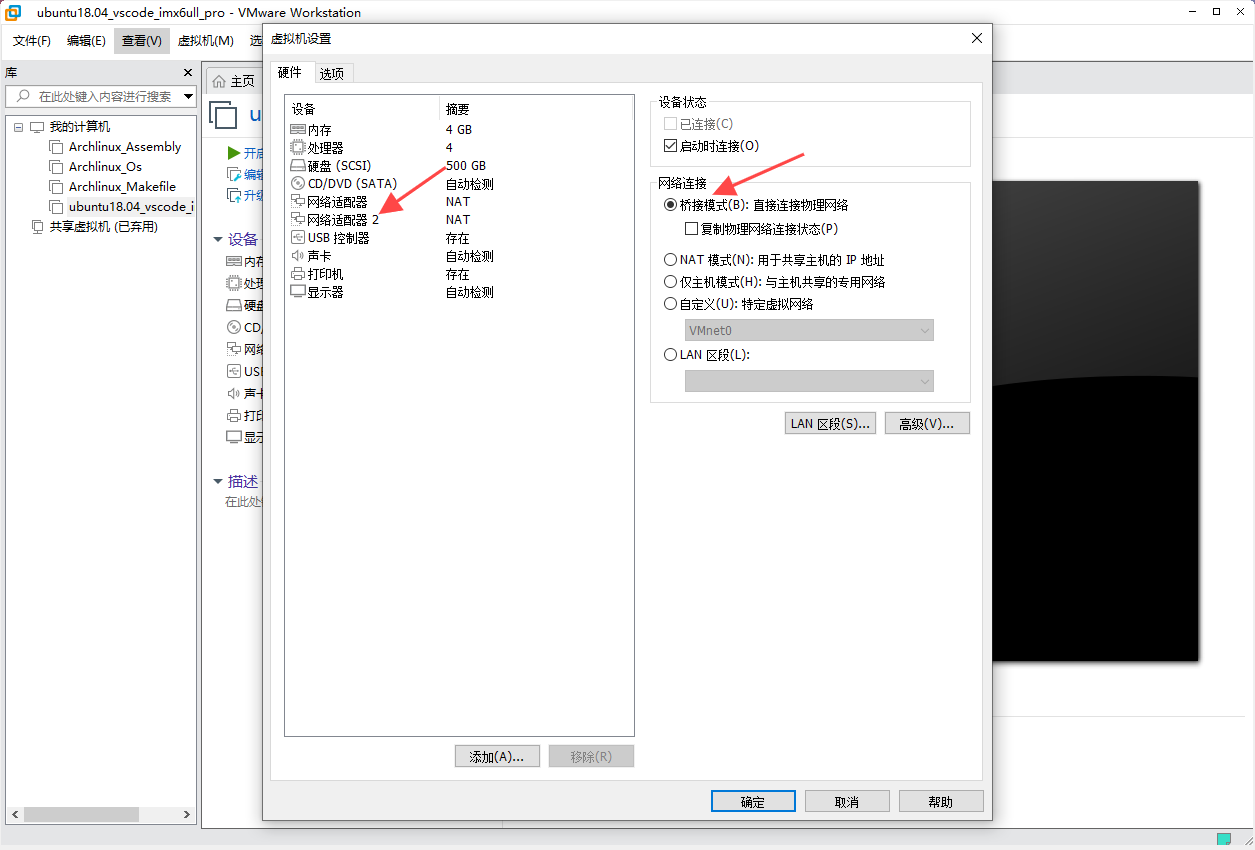 ubuntu18.04_vscode_imx6ull_pro - VMware Workstation
文件(F) 编辑(E) 查看(V) 虚拟机(M) 选
库
在此处键入内容进行搜索
我的计算机
Archlinux_Assembly
Archlinux_Os
Archlinux_Makefile
ubuntu18.04_vscode_i
共享虚拟机 (已弃用)
主页
u
开启
编辑
升级
设备
内存
处理
硬盘
CD/
网络
USB
声卡
打印
显示
描述
在此处
虚拟机设置
硬件 选项
设备 摘要
内存 4 GB
处理器 4
硬盘 (SCSI) 500 GB
CD/DVD (SATA) 自动检测
网络适配器 NAT
网络适配器 2 NAT
USB 控制器 存在
声卡 自动检测
打印机 存在
显示器 自动检测
添加(A)... 移除(R)
设备状态
已连接(C)
启动时连接(O)
网络连接
桥接模式(B): 直接连接物理网络
复制物理网络连接状态(P)
NAT 模式(N): 用于共享主机的 IP 地址
仅主机模式(H): 与主机共享的专用网络
自定义(U): 特定虚拟网络
VMnet0
LAN 区段(L):
LAN 区段(S)... 高级(V)...
确定 取消 帮助